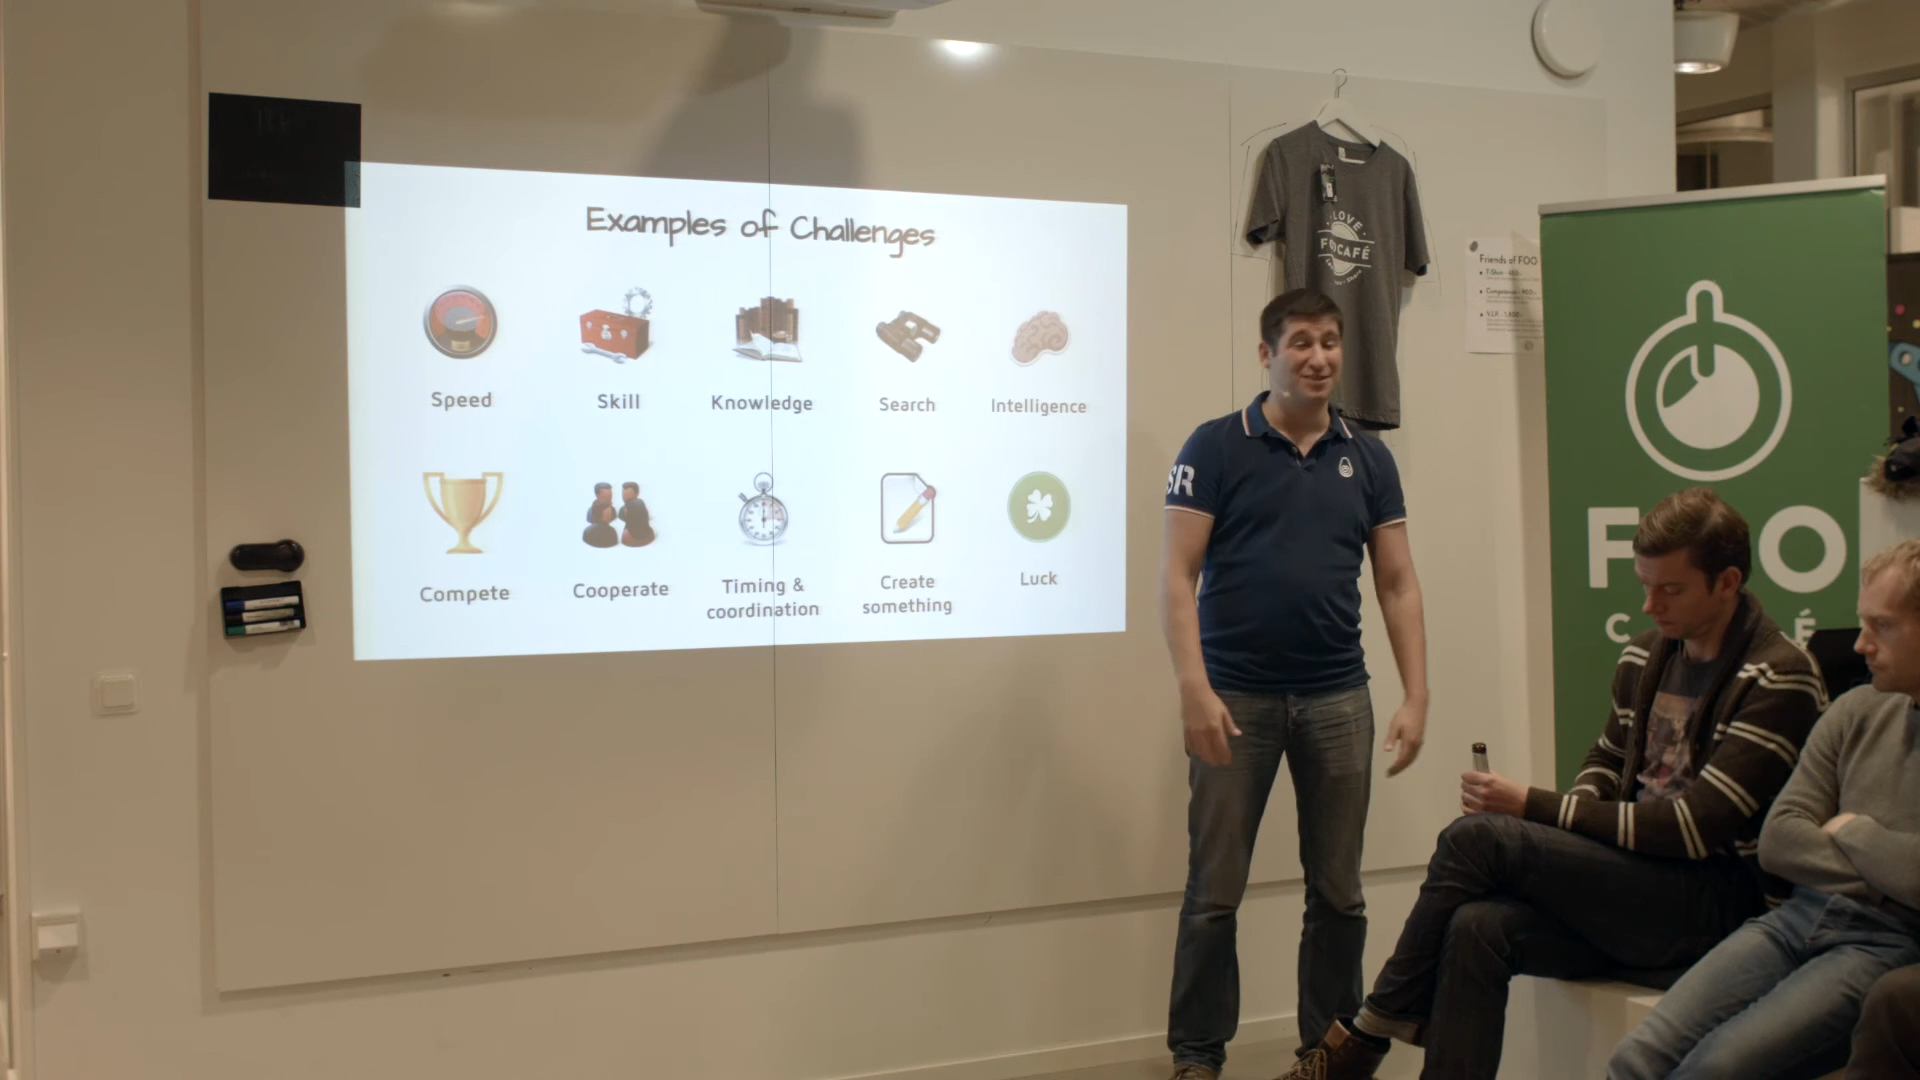 Examples of Challenges
Speed
Skill
Knowledge
Search
Intelligence
Compete
Cooperate
Timing &
coordination
Create
something
Luck
LOVE
FOOCAFÉ
SR
Friends of FOO
FOO
C É